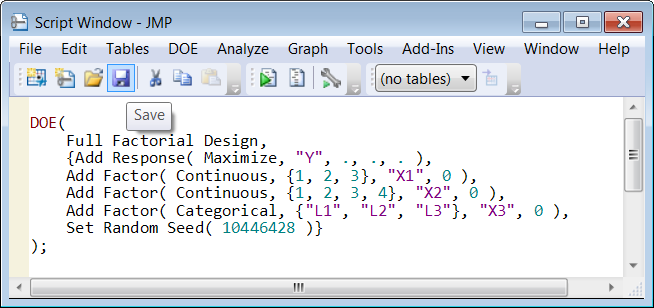 Script Window - JMP
File Edit Tables DOE Analyze Graph Tools Add-Ins View Window Help
(no tables)
Save
DOE(
Full Factorial Design,
{Add Response( Maximize, "Y", ., ., . ),
Add Factor( Continuous, {1, 2, 3}, "X1", 0 ),
Add Factor( Continuous, {1, 2, 3, 4}, "X2", 0 ),
Add Factor( Categorical, {"L1", "L2", "L3"}, "X3", 0 ),
Set Random Seed( 10446428 )}
);